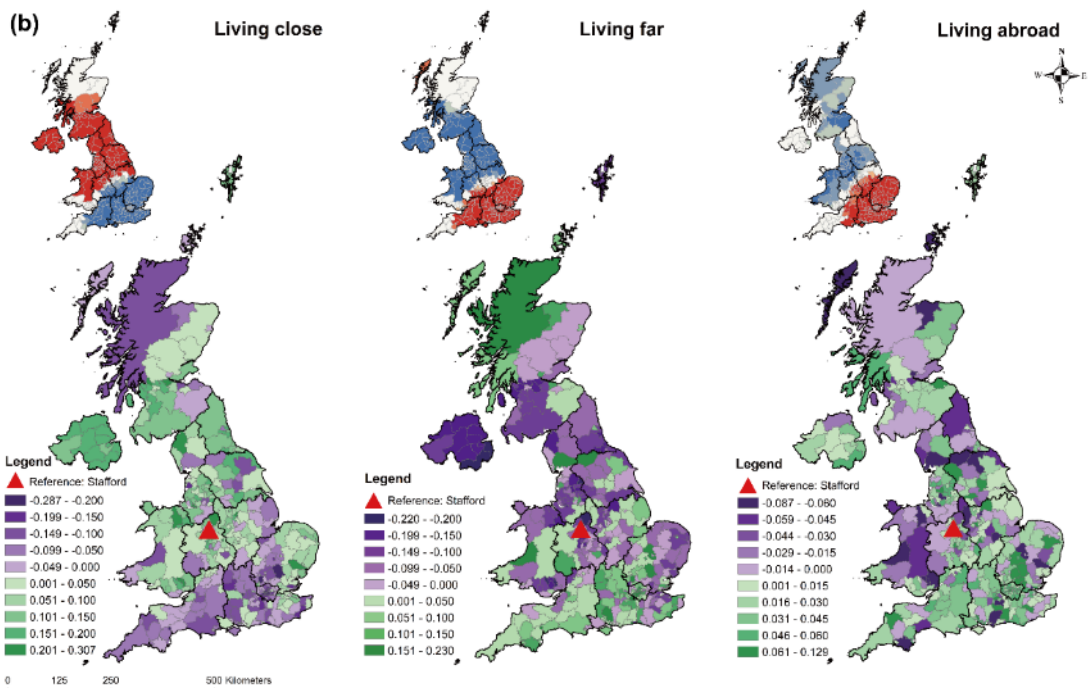 (b)
Living close
Living far
Living abroad
N
W
E
S
Legend
Reference: Stafford
-0.287 - -0.200
-0.199 - -0.150
-0.149 - -0.100
-0.099 - -0.050
-0.049 - 0.000
0.001 - 0.050
0.051 - 0.100
0.101 - 0.150
0.151 - 0.200
0.201 - 0.307
0 125 250 500 Kilometers
Legend
Reference: Stafford
-0.220 - -0.200
-0.199 - -0.150
-0.149 - -0.100
-0.099 - -0.050
-0.049 - 0.000
0.001 - 0.050
0.051 - 0.100
0.101 - 0.150
0.151 - 0.230
Legend
Reference: Stafford
-0.087 - -0.060
-0.059 - -0.045
-0.044 - -0.030
-0.029 - -0.015
-0.014 - 0.000
0.001 - 0.015
0.016 - 0.030
0.031 - 0.045
0.046 - 0.060
0.061 - 0.129